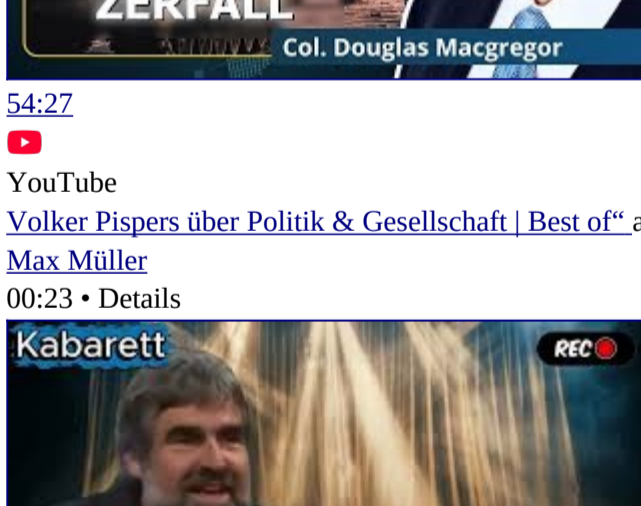 ZERFALL
Col. Douglas Macgregor
54:27
YouTube
Volker Pispers über Politik & Gesellschaft | Best of“
Max Müller
00:23 • Details
Kabarett
REC